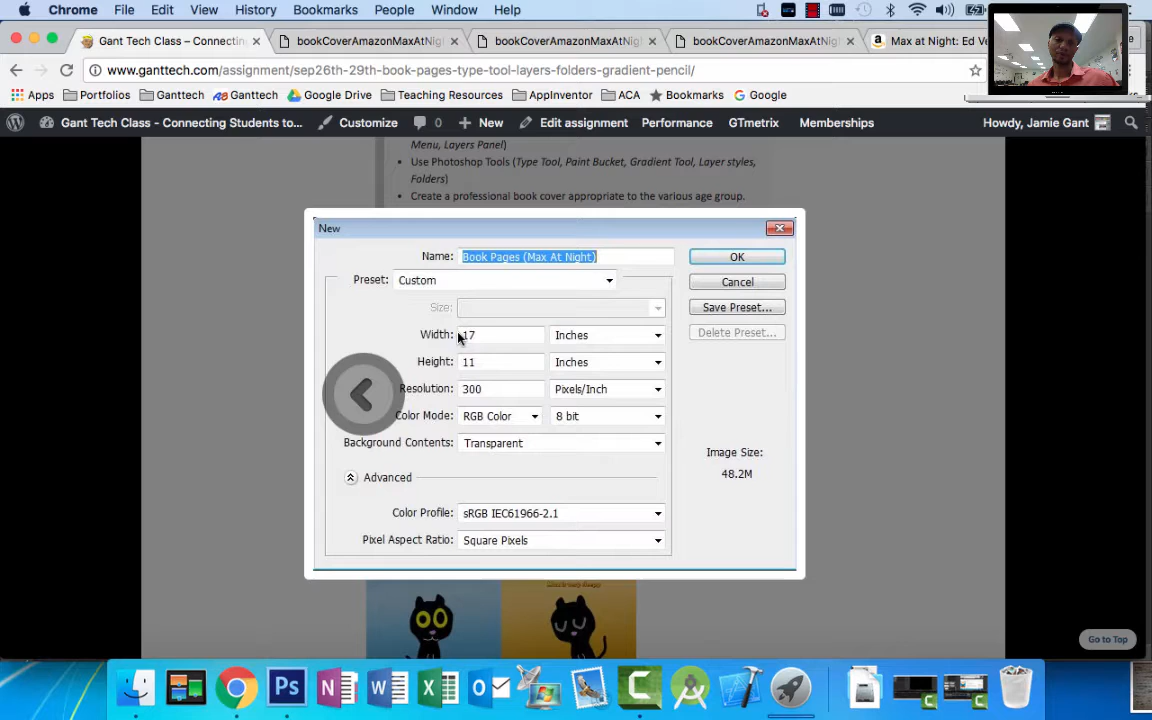 Chrome File Edit View History Bookmarks People Window Help
Gant Tech Class – Connecting
bookCoverAmazonMaxAtNig
bookCoverAmazonMaxAtNig
bookCoverAmazonMaxAtNig
Max at Night: Ed Ve
www.ganttech.com/assignment/sep26th-29th-book-pages-type-tool-layers-folders-gradient-pencil/
Apps Portfolios Ganttech Ganttech Google Drive Teaching Resources AppInventor ACA Bookmarks Google
Gant Tech Class - Connecting Students to... Customize 0 New Edit assignment Performance GTmetrix Memberships Howdy, Jamie Gant
Menu, Layers Panel)
• Use Photoshop Tools (Type Tool, Paint Bucket, Gradient Tool, Layer styles,
Folders)
• Create a professional book cover appropriate to the various age group.
New
Name: Book Pages (Max At Night) OK
Preset: Custom Cancel
Size: Save Preset...
Width: 17 Inches Delete Preset...
Height: 11 Inches
Resolution: 300 Pixels/Inch
Color Mode: RGB Color 8 bit
Background Contents: Transparent
Image Size:
48.2M
Advanced
Color Profile: sRGB IEC61966-2.1
Pixel Aspect Ratio: Square Pixels
Go to Top
Ps N W X O C